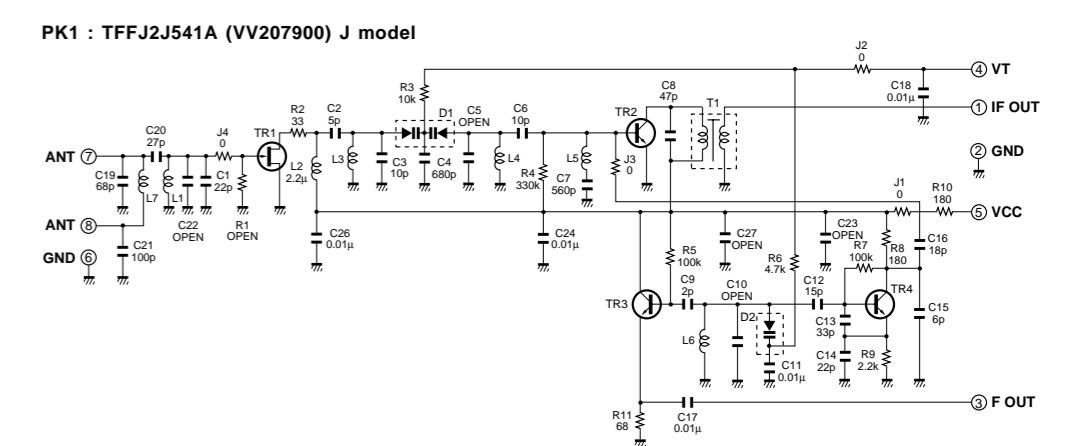 PK1 : TFFJ2J541A (VV207900) J model
J2
0
④ VT
R3
10k
C8
47p
T1
C18
0.01μ
① IF OUT
R2
33
C2
5p
D1
C5
OPEN
C6
10p
TR2
C20
27p
J4
0
TR1
ANT ⑦
② GND
C19
68p
L7
L1
C1
22p
L2
2.2μ
L3
C3
10p
C4
680p
L4
R4
330k
L5
C7
560p
J3
0
C22
OPEN
R1
OPEN
J1
0
R10
180
ANT ⑧
⑤ VCC
C21
100p
GND ⑥
C26
0.01μ
C24
0.01μ
C27
OPEN
C23
OPEN
R8
180
C16
18p
R5
100k
R6
4.7k
R7
100k
C9
2p
C10
OPEN
C12
15p
TR4
TR3
D2
C13
33p
C15
6p
L6
C14
22p
R9
2.2k
C11
0.01μ
③ F OUT
R11
68
C17
0.01μ